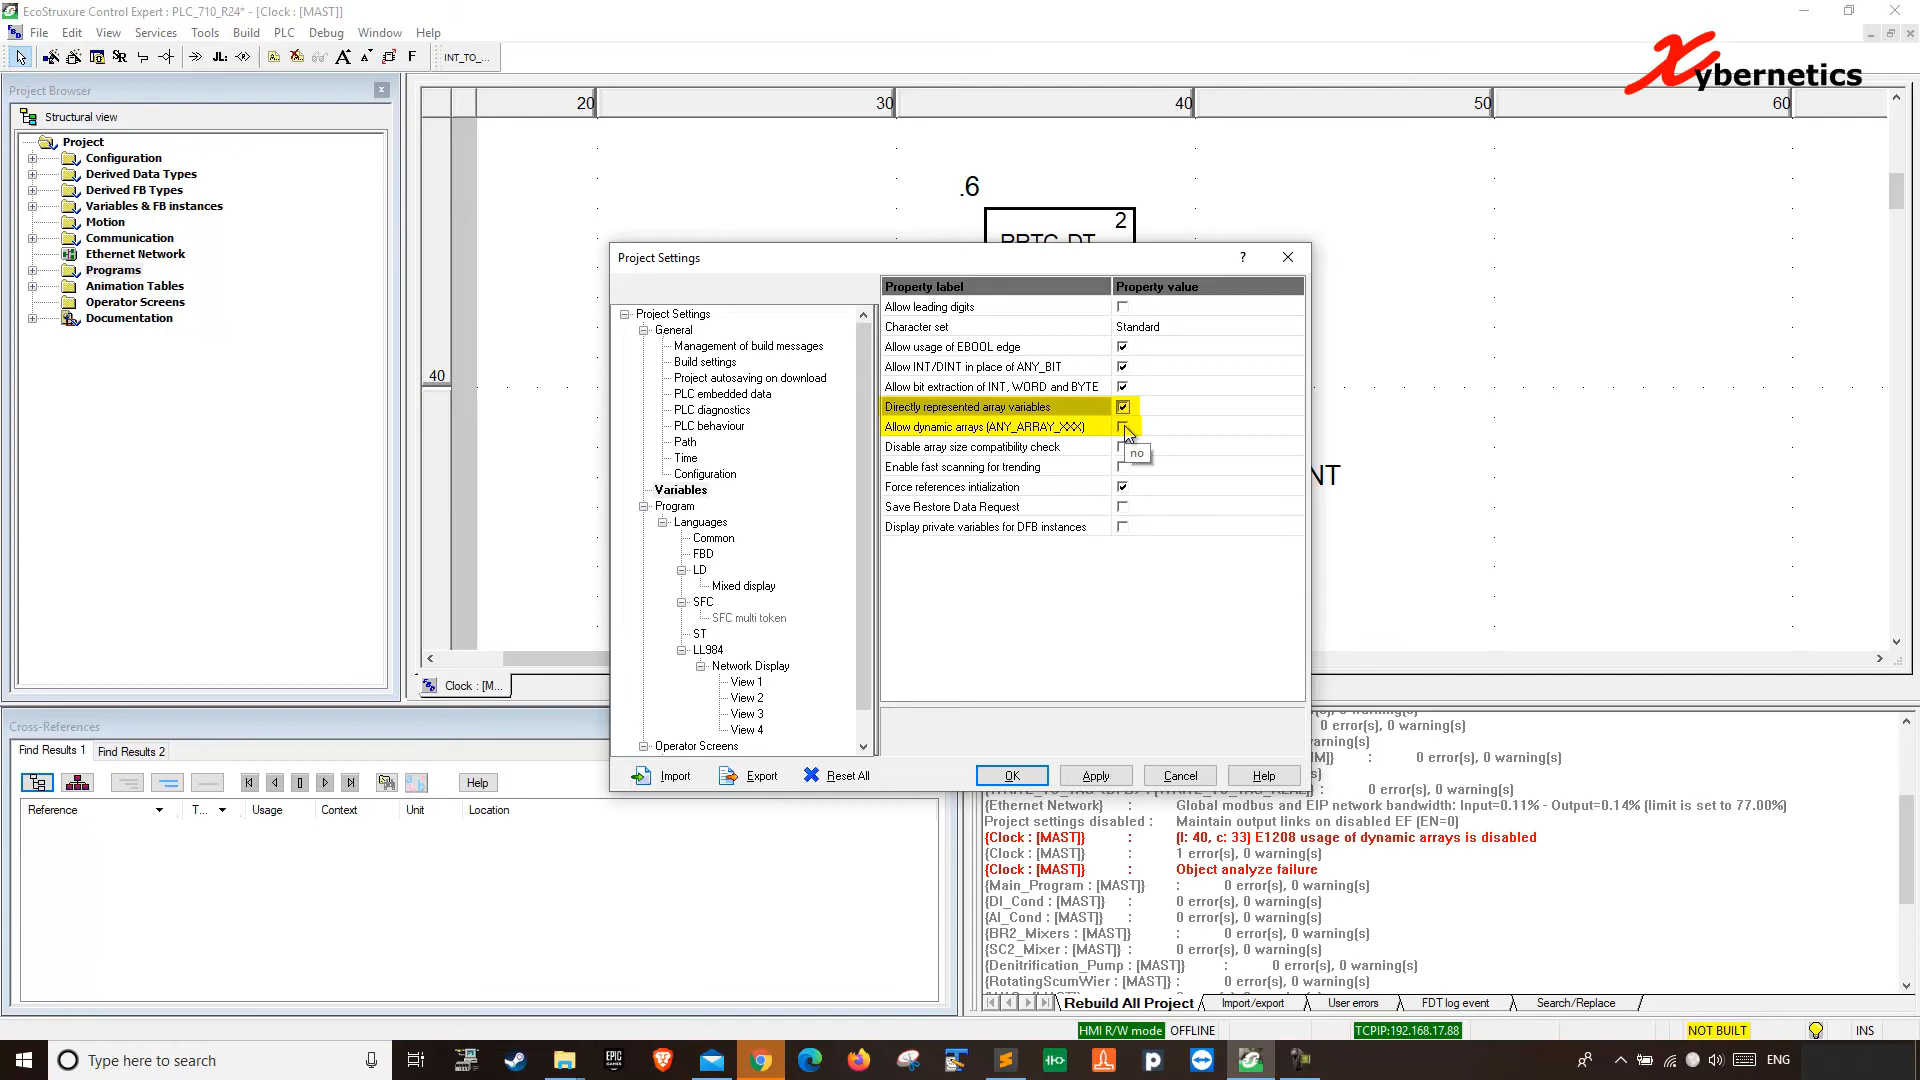 EcoStruxure Control Expert : PLC_710_R24* - [Clock : [MAST]]
File Edit View Services Tools Build PLC Debug Window Help
INT_TO_...
Xybernetics
Project Browser
Structural view
Project
Configuration
Derived Data Types
Derived FB Types
Variables & FB instances
Motion
Communication
Ethernet Network
Programs
Animation Tables
Operator Screens
Documentation
20 30 40 50 60
40
.6
2
RRTC_DT
NT
Clock : [M...
Project Settings
?
Project Settings
General
Management of build messages
Build settings
Project autosaving on download
PLC embedded data
PLC diagnostics
PLC behaviour
Path
Time
Configuration
Variables
Program
Languages
Common
FBD
LD
Mixed display
SFC
SFC multi token
ST
LL984
Network Display
View 1
View 2
View 3
View 4
Operator Screens
Property label Property value
Allow leading digits
Character set Standard
Allow usage of EBOOL edge
Allow INT/DINT in place of ANY_BIT
Allow bit extraction of INT, WORD and BYTE
Directly represented array variables
Allow dynamic arrays (ANY_ARRAY_XXX)
Disable array size compatibility check
no
Enable fast scanning for trending
Force references intialization
Save Restore Data Request
Display private variables for DFB instances
Import Export Reset All OK Apply Cancel Help
Cross-References
Find Results 1 Find Results 2
Help
Reference T... Usage Context Unit Location
0 error(s), 0 warning(s)
warning(s)
M]} : 0 error(s), 0 warning(s)
: 0 error(s), 0 warning(s)
{Ethernet Network} Global modbus and EIP network bandwidth: Input=0.11% - Output=0.14% (limit is set to 77.00%)
Project settings disabled : Maintain output links on disabled EF (EN=0)
{Clock : [MAST]} : (l: 40, c: 33) E1208 usage of dynamic arrays is disabled
{Clock : [MAST]} : 1 error(s), 0 warning(s)
{Clock : [MAST]} : Object analyze failure
{Main_Program : [MAST]} : 0 error(s), 0 warning(s)
{DI_Cond : [MAST]} : 0 error(s), 0 warning(s)
{AI_Cond : [MAST]} : 0 error(s), 0 warning(s)
{BR2_Mixers : [MAST]} : 0 error(s), 0 warning(s)
{SC2_Mixer : [MAST]} : 0 error(s), 0 warning(s)
{Denitrification_Pump : [MAST]} : 0 error(s), 0 warning(s)
{RotatingScumWier : [MAST]} : 0 error(s), 0 warning(s)
Rebuild All Project Import/export User errors FDT log event Search/Replace
HMI R/W mode OFFLINE TCPIP:192.168.17.88 NOT BUILT INS
Type here to search
EPIC GAMES
ENG